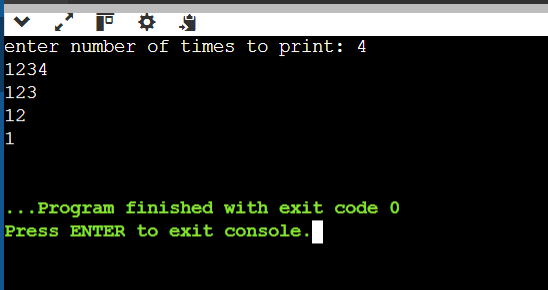 enter number of times to print: 4
1234
123
12
1
...Program finished with exit code 0
Press ENTER to exit console.